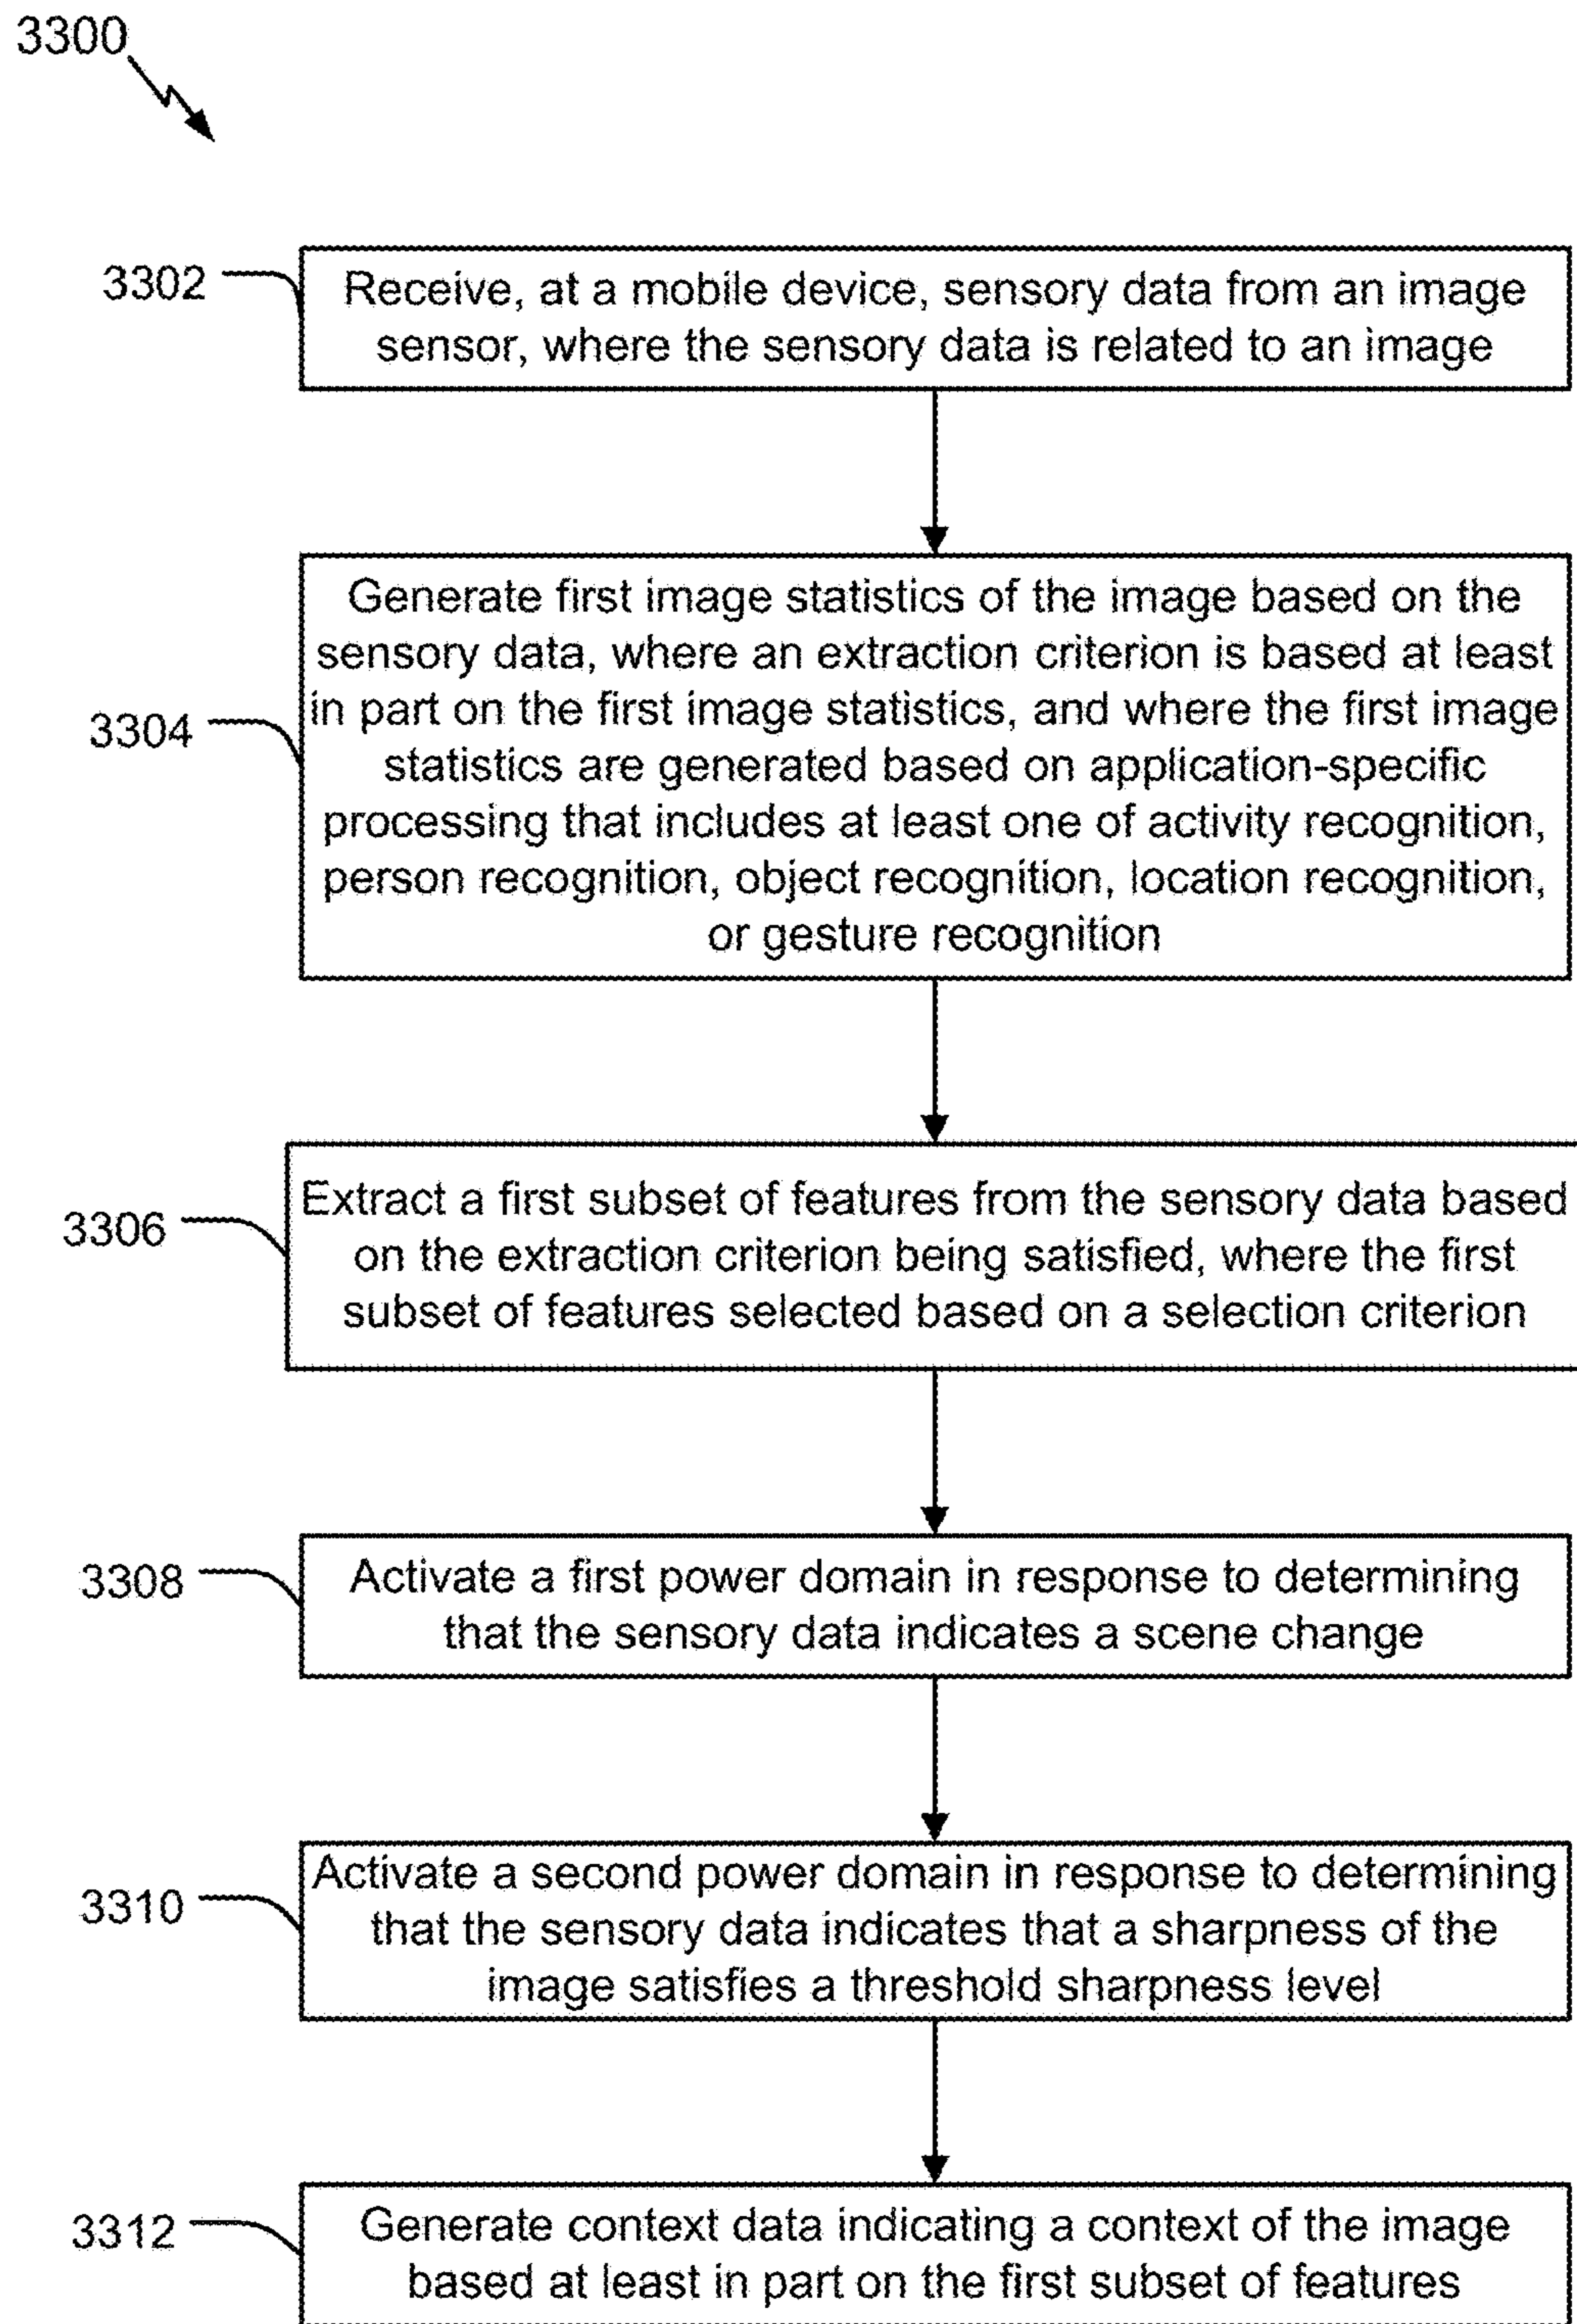 3300
3302
Receive, at a mobile device, sensory data from an image
sensor, where the sensory data is related to an image
3304
Generate first image statistics of the image based on the
sensory data, where an extraction criterion is based at least
in part on the first image statistics, and where the first image
statistics are generated based on application-specific
processing that includes at least one of activity recognition,
person recognition, object recognition, location recognition,
or gesture recognition
3306
Extract a first subset of features from the sensory data based
on the extraction criterion being satisfied, where the first
subset of features selected based on a selection criterion
3308
Activate a first power domain in response to determining
that the sensory data indicates a scene change
3310
Activate a second power domain in response to determining
that the sensory data indicates that a sharpness of the
image satisfies a threshold sharpness level
3312
Generate context data indicating a context of the image
based at least in part on the first subset of features